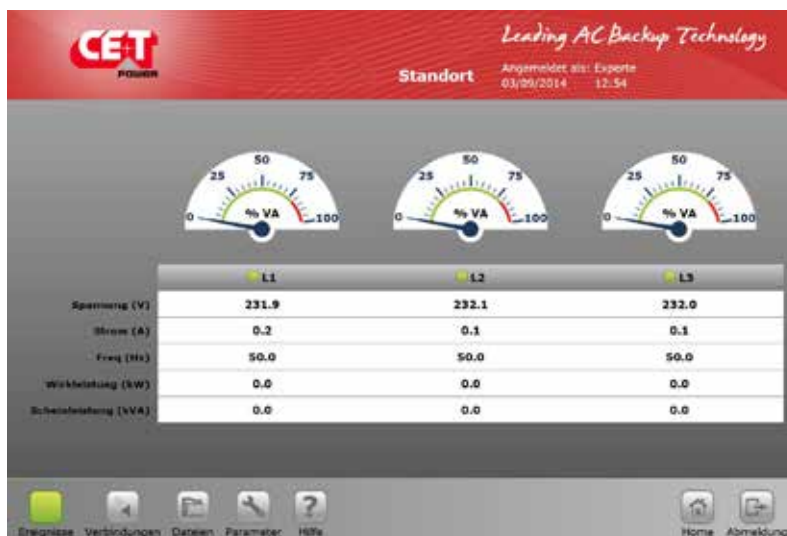 CE+T
POWER
Leading AC Backup Technology
Standort
Angemeldet als: Experte
03/09/2014 12:54
0 25 50 75 100
% VA
0 25 50 75 100
% VA
0 25 50 75 100
% VA
L1 L2 L3
Spannung (V) 231.9 232.1 232.0
Strom (A) 0.2 0.1 0.1
Freq (Hz) 50.0 50.0 50.0
Wirkleistung (kW) 0.0 0.0 0.0
Scheinleistung (kVA) 0.0 0.0 0.0
Ereignisse Verbindungen Dateien Parameter Hilfe Home Abmeldung